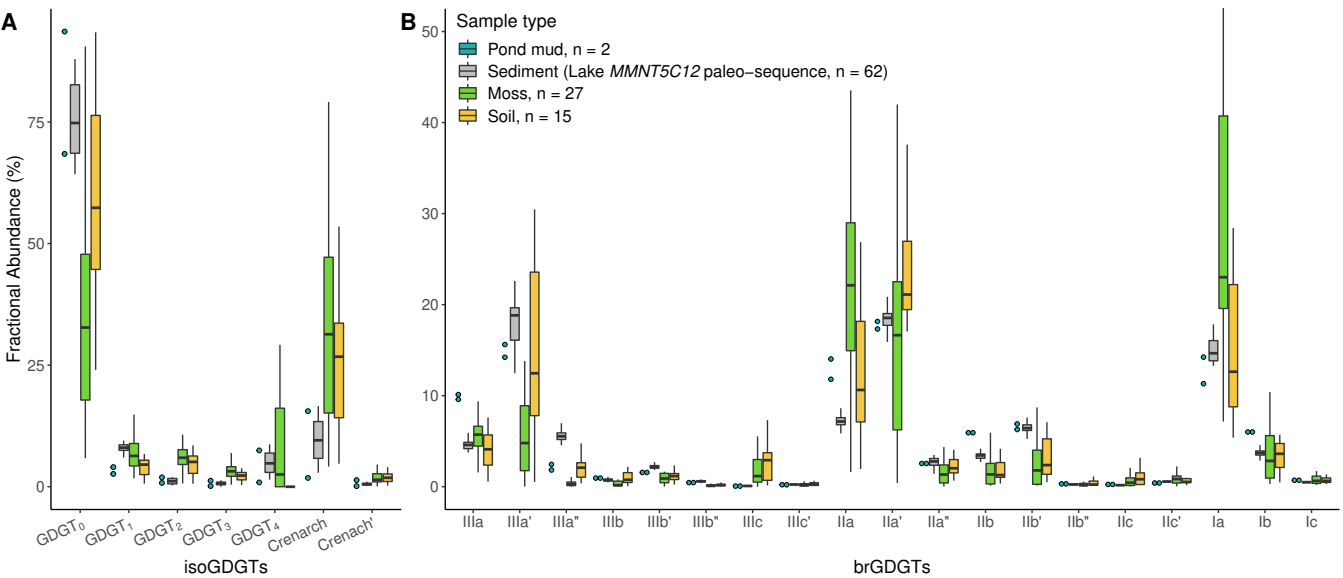 A
Fractional Abundance (%)
75
50
25
0
GDGT0 GDGT1 GDGT2 GDGT3 GDGT4 Crenarch Crenach'
isoGDGTs
B
Sample type
Pond mud, n = 2
Sediment (Lake MMNT5C12 paleo−sequence, n = 62)
Moss, n = 27
Soil, n = 15
50
40
30
20
10
0
IIIa IIIa' IIIa" IIIb IIIb' IIIb" IIIc IIIc' IIa IIa' IIa" IIb IIb' IIb" IIc IIc' Ia Ib Ic
brGDGTs